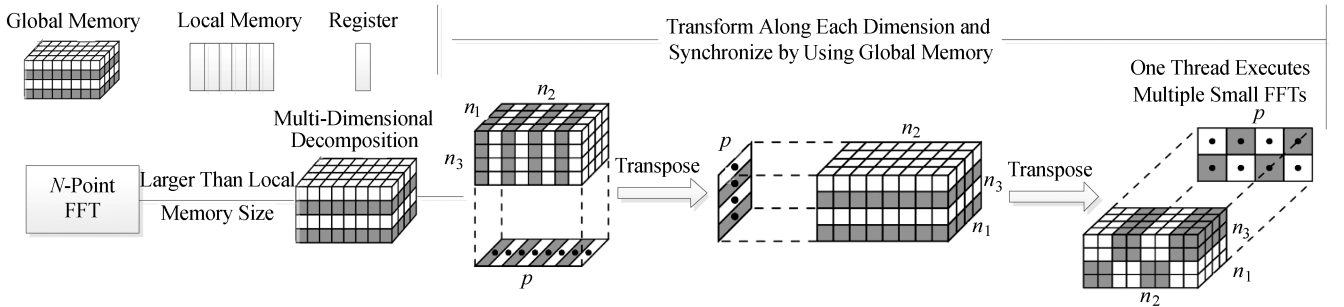 Global Memory
Local Memory
Register
Transform Along Each Dimension and
Synchronize by Using Global Memory
One Thread Executes
Multiple Small FFTs
N-Point
FFT
Larger Than Local
Memory Size
Multi-Dimensional
Decomposition
n1
n2
n3
p
Transpose
p
n2
n3
n1
Transpose
p
n3
n1
n2